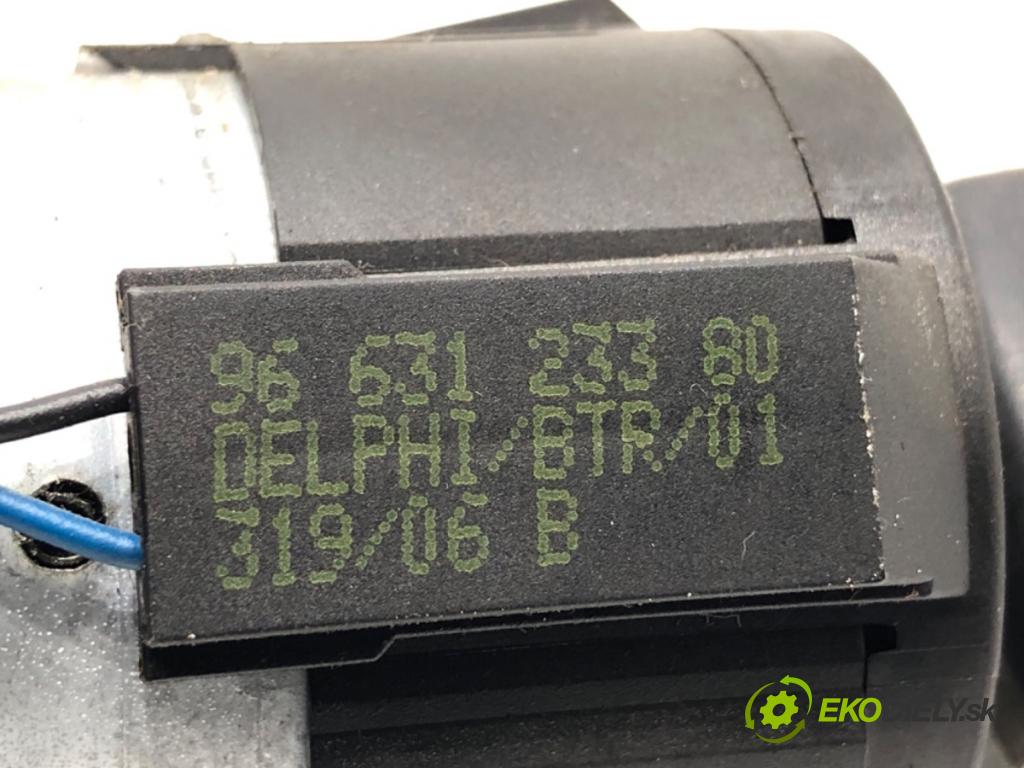 96 631 233 80
DELPHI/BTR/01
319/06 B
EKODIELY.sk